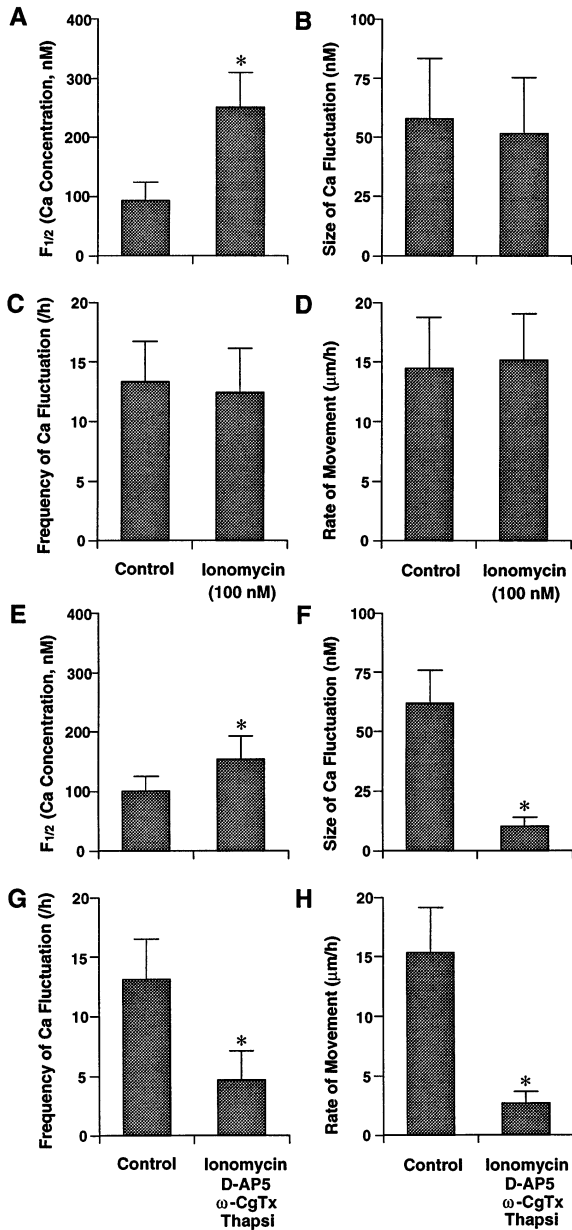 A
F1/2 (Ca Concentration, nM)
400
300
200
100
0
*
B
Size of Ca Fluctuation (nM)
100
75
50
25
0
C
Frequency of Ca Fluctuation (/h)
20
15
10
5
0
Control
Ionomycin
(100 nM)
D
Rate of Movement (μm/h)
20
15
10
5
0
Control
Ionomycin
(100 nM)
E
F1/2 (Ca Concentration, nM)
400
300
200
100
0
*
F
Size of Ca Fluctuation (nM)
100
75
50
25
0
*
G
Frequency of Ca Fluctuation (/h)
20
15
10
5
0
*
Control
Ionomycin
D-AP5
ω-CgTx
Thapsi
H
Rate of Movement (μm/h)
20
15
10
5
0
*
Control
Ionomycin
D-AP5
ω-CgTx
Thapsi